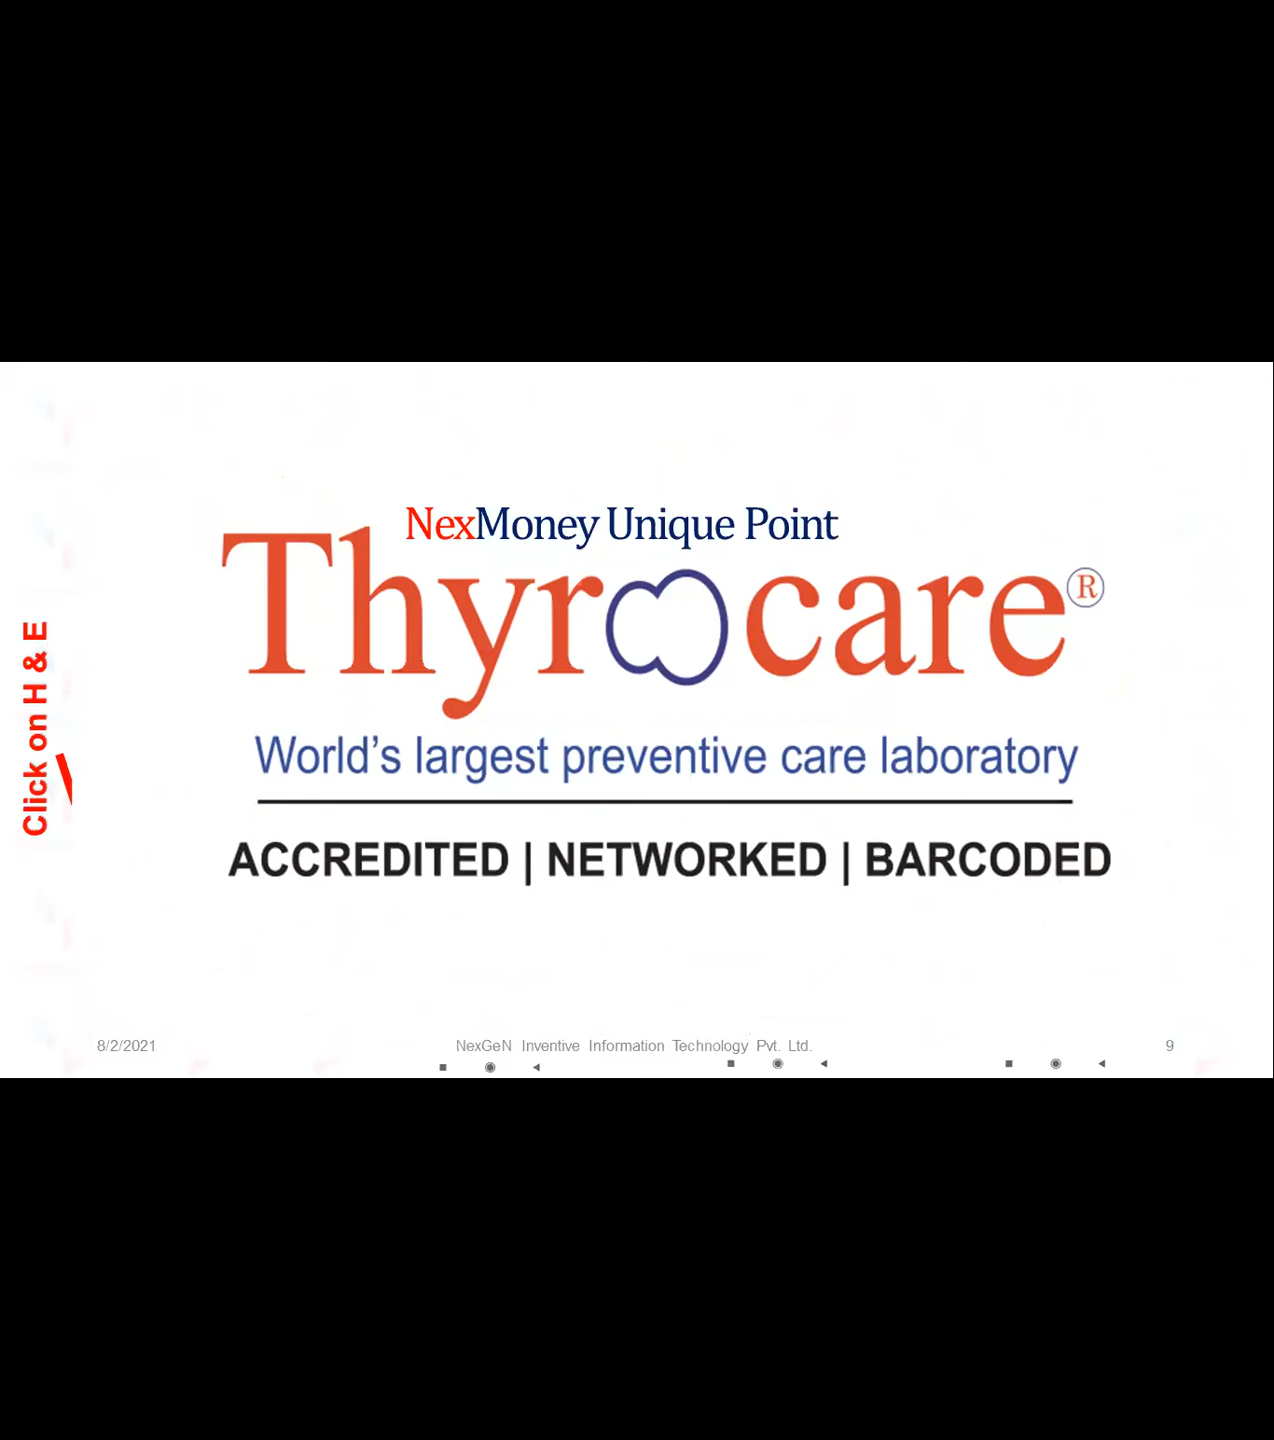 NexMoney Unique Point
Thyrocare®
World's largest preventive care laboratory
ACCREDITED | NETWORKED | BARCODED
Click on H & E
8/2/2021
NexGeN Inventive Information Technology Pvt. Ltd.
9